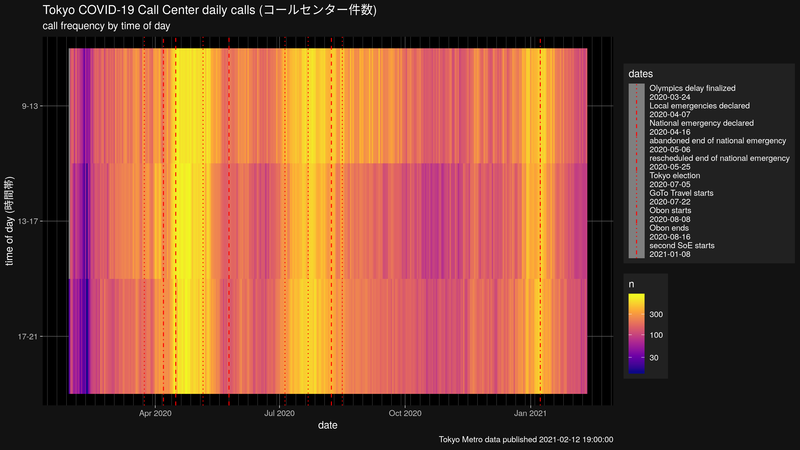 Tokyo COVID-19 Call Center daily calls (コールセンター件数)
call frequency by time of day
time of day (時間帯)
9-13
13-17
17-21
Apr 2020
Jul 2020
Oct 2020
Jan 2021
date
Tokyo Metro data published 2021-02-12 19:00:00
dates
Olympics delay finalized
2020-03-24
Local emergencies declared
2020-04-07
National emergency declared
2020-04-16
abandoned end of national emergency
2020-05-06
rescheduled end of national emergency
2020-05-25
Tokyo election
2020-07-05
GoTo Travel starts
2020-07-22
Obon starts
2020-08-08
Obon ends
2020-08-16
second SoE starts
2021-01-08
n
300
100
30